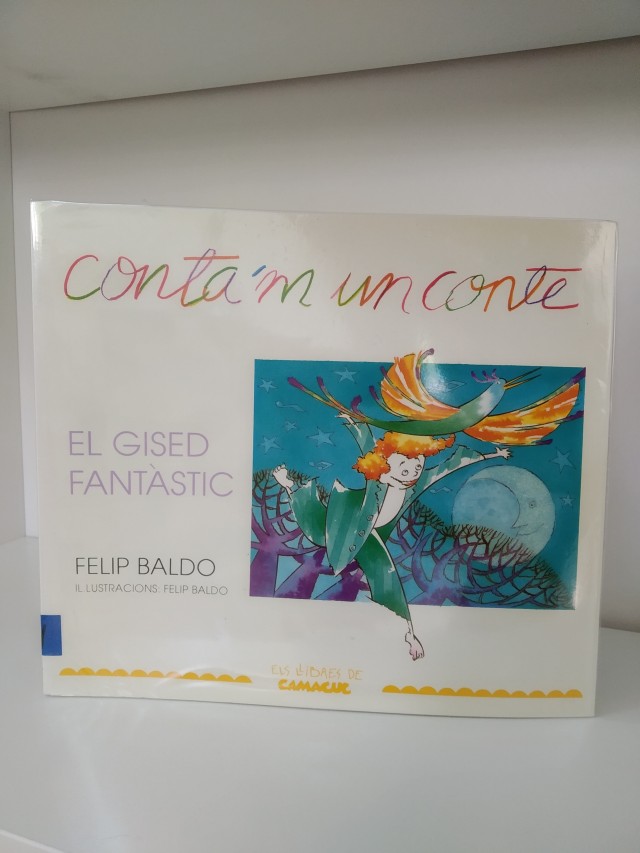 conta'm un conte
EL GISED
FANTÀSTIC
FELIP BALDO
IL·LUSTRACIONS: FELIP BALDO
ELS LLIBRES DE
CAMACUC